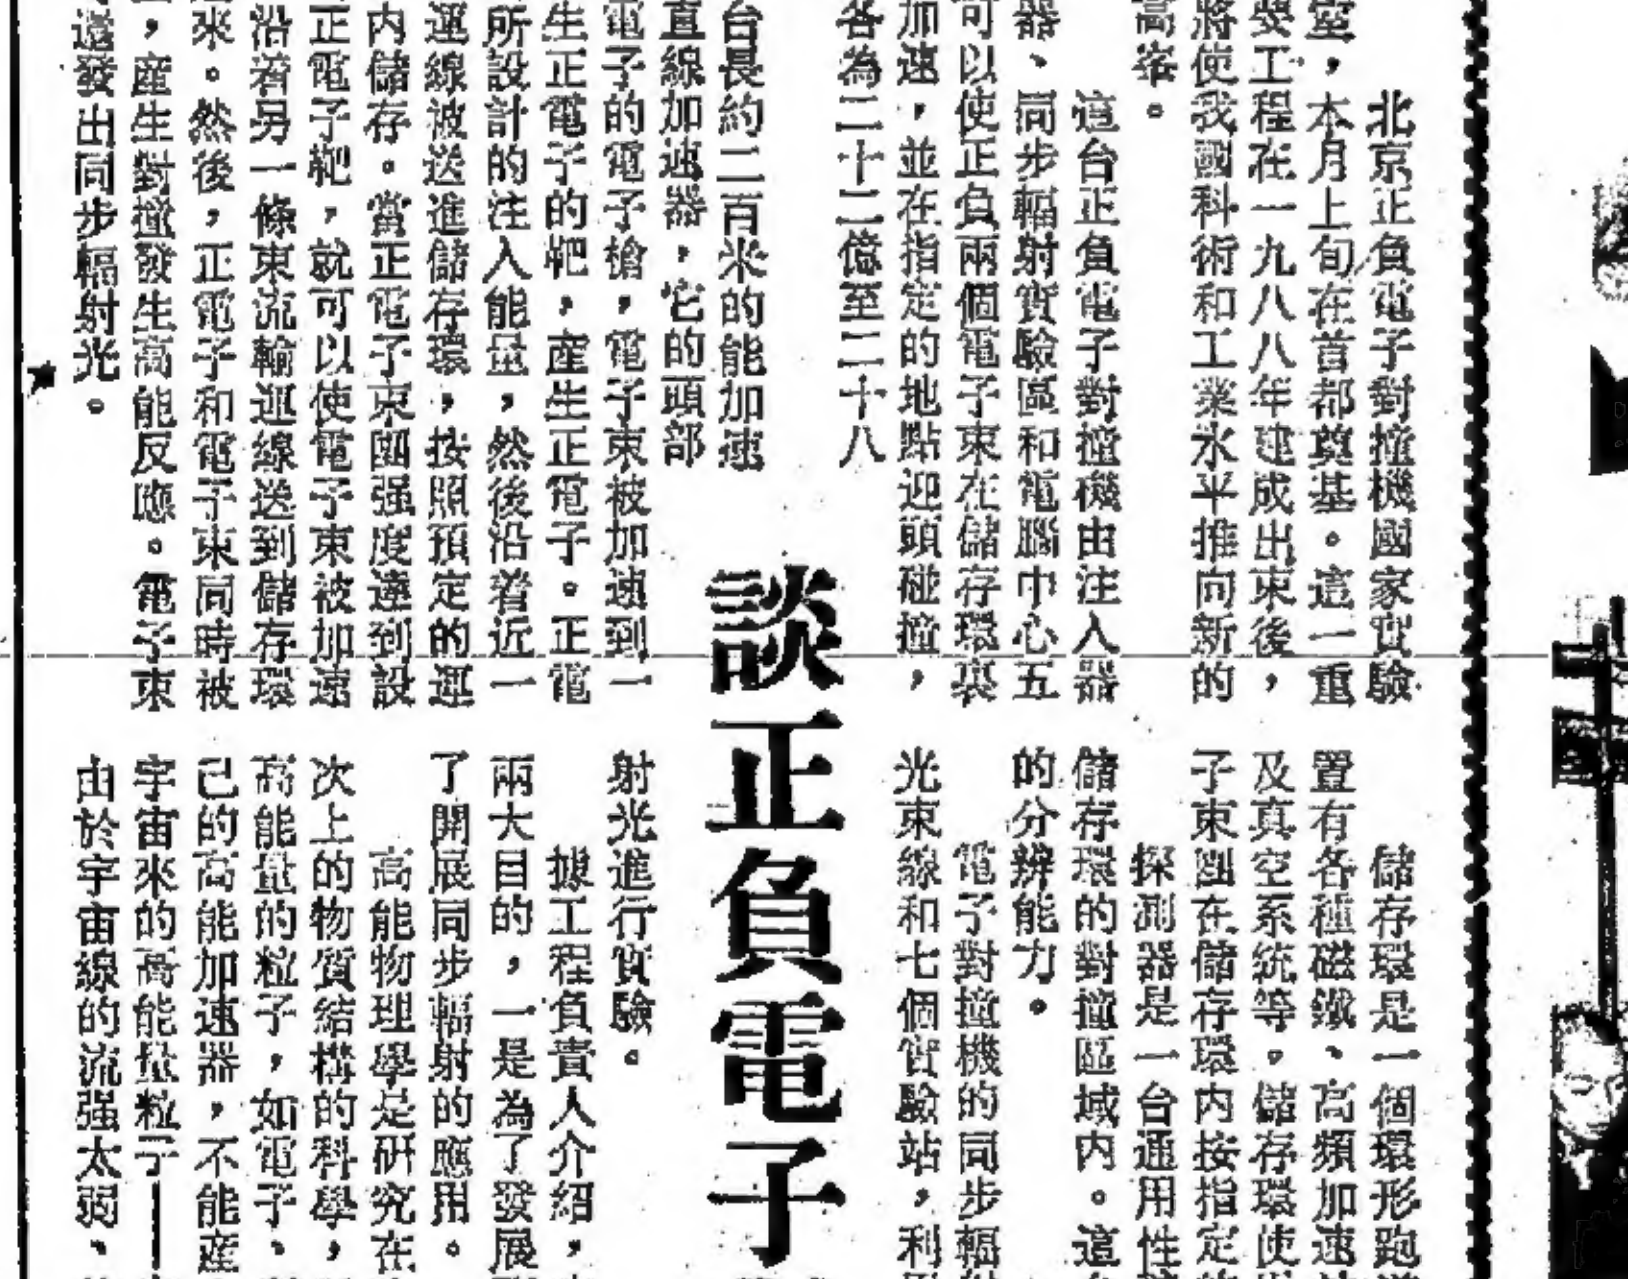 北京正負電子對撞機國家實驗
室，本月上旬在首都奠基。這一重
要工程在一九八八年建成出束後，
將使我國科術和工業水平推向新的
高峯。
這台正負電子對撞機由注入器
器、同步輻射實驗區和電腦中心五
可以使正負兩個電子束在儲存環裏
加速，並在指定的地點迎頭碰撞，
各為二十二億至二十八
台長約二百米的能加速
直線加速器，它的頭部
電子的電子槍，電子束被加速到一
生正電子的靶，產生正電子。正電
所設計的注入能量，然後沿着近一
運線被送進儲存環，按照預定的運
內儲存。當正電子束團强度達到設
正電子靶，就可以使電子束被加速
沿着另一條束流輸運線送到儲存環
來。然後，正電子和電子束同時被
，產生對撞發生高能反應。電子束
還發出同步輻射光。
談正負電子
儲存環是一個環形跑
置有各種磁鐵、高頻加速
及真空系統等。儲存環使
子束團在儲存環內按指定
探測器是一台通用性
儲存環的對撞區域內。這
的分辨能力。
電子對撞機的同步輻
光束線和七個實驗站，利
射光進行實驗。
據工程負責人介紹，
兩大目的，一是為了發展
了開展同步輻射的應用。
高能物理學是研究在
次上的物質結構的科學，
高能量的粒子，如電子、
己的高能加速器，不能產
宇宙來的高能量粒子——
由於宇宙線的流强太弱、